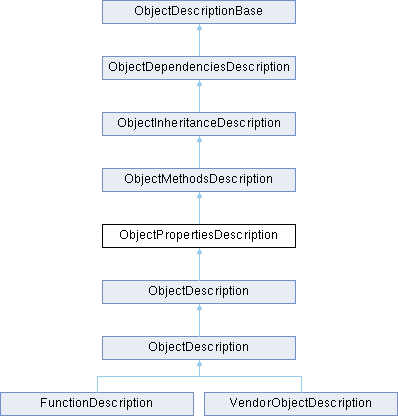 ObjectDescriptionBase
ObjectDependenciesDescription
ObjectInheritanceDescription
ObjectMethodsDescription
ObjectPropertiesDescription
ObjectDescription
ObjectDescription
FunctionDescription
VendorObjectDescription